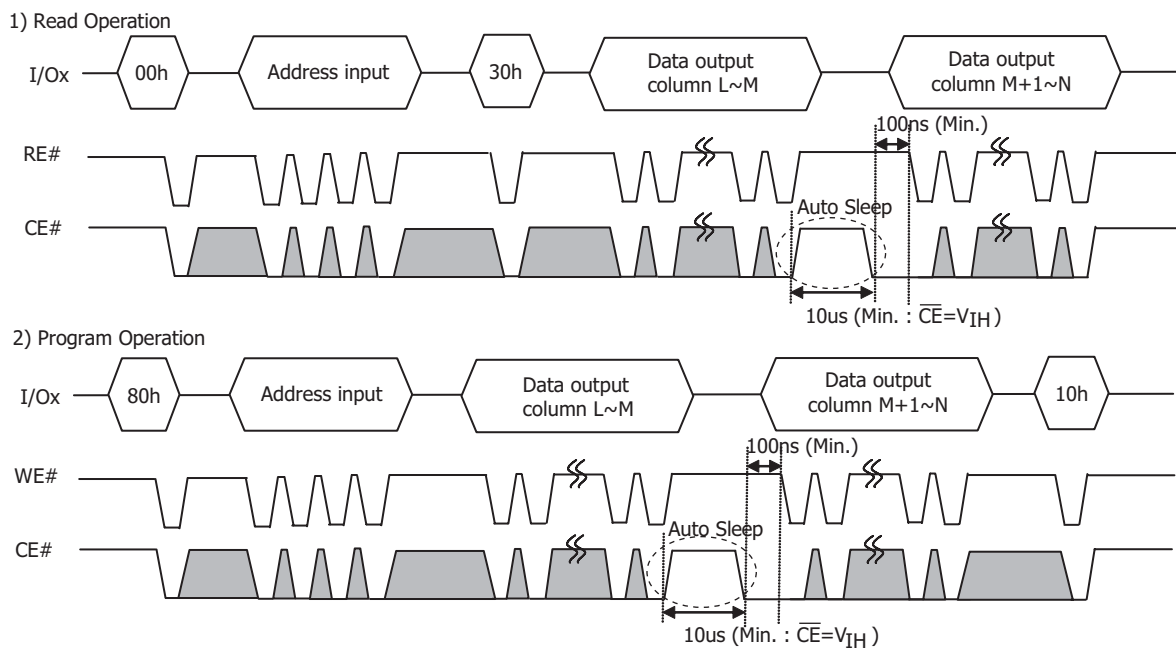 1) Read Operation
I/Ox
00h
Address input
30h
Data output
column L~M
Data output
column M+1~N
100ns (Min.)
RE#
Auto Sleep
CE#
10us (Min. : CE=VIH )
2) Program Operation
I/Ox
80h
Address input
Data output
column L~M
Data output
column M+1~N
10h
100ns (Min.)
WE#
Auto Sleep
CE#
10us (Min. : CE=VIH )